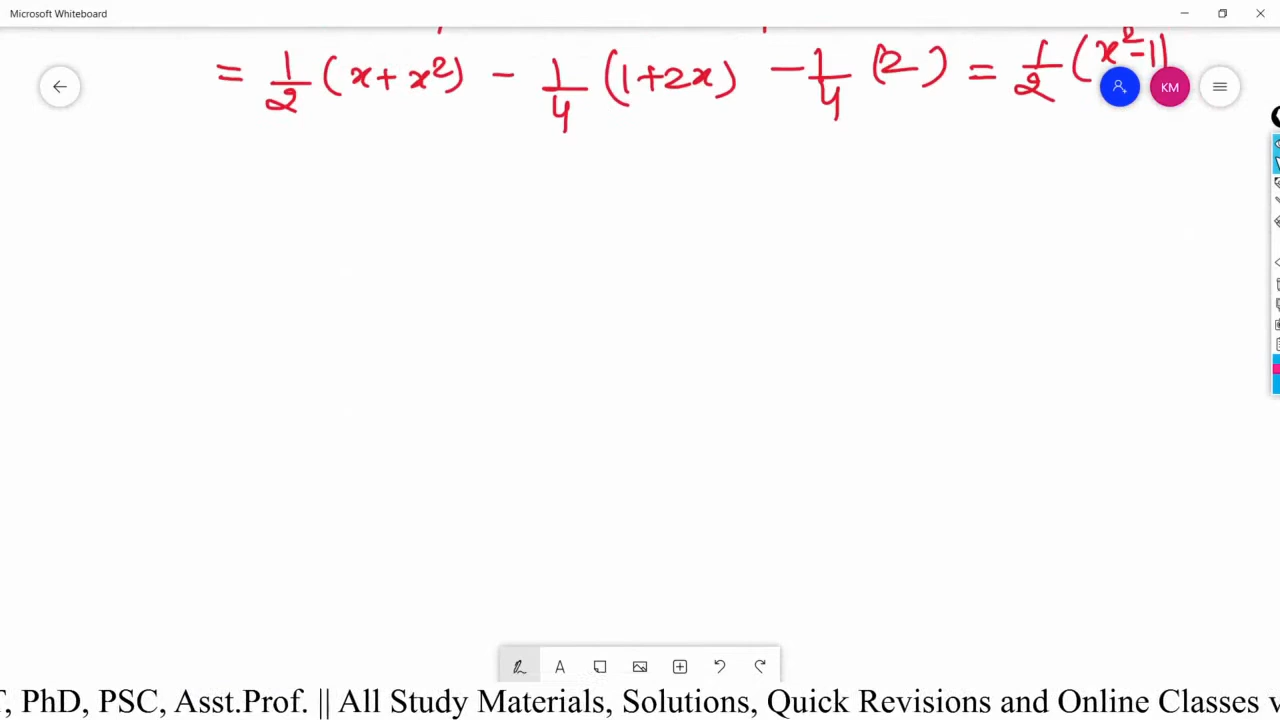 Microsoft Whiteboard
= 1/2 (x + x²) - 1/4 (1+2x) - 1/4 (2) = 1/2 (x² - 1)
KM
A
T, PhD, PSC, Asst.Prof. || All Study Materials, Solutions, Quick Revisions and Online Classes v